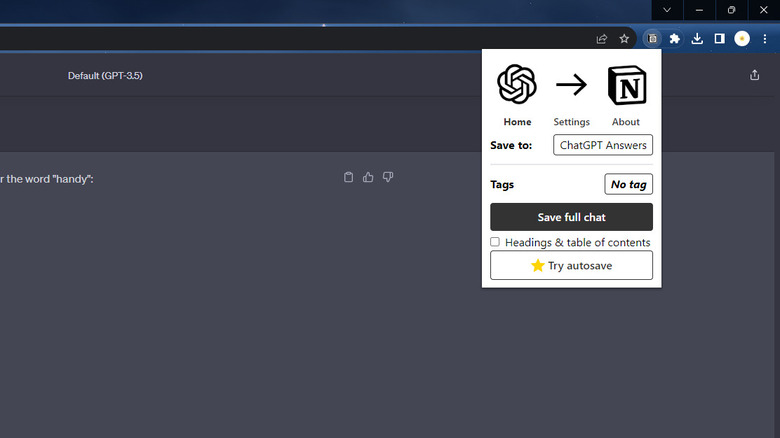 Default (GPT-3.5)
r the word "handy":
Home Settings About
Save to: ChatGPT Answers
Tags No tag
Save full chat
Headings & table of contents
Try autosave